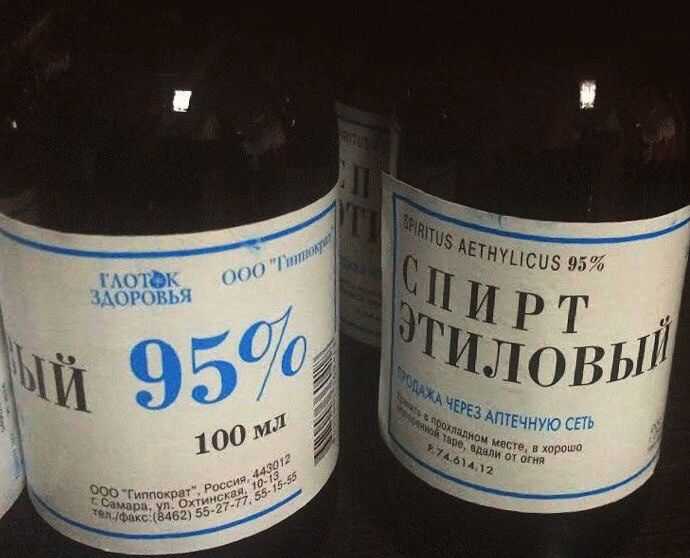 ГЛОТОК
ЗДОРОВЬЯ
ООО "Гиппократ"
ЫЙ 95%
100 мл
ООО "Гиппократ", Россия, 443012
г. Самара, ул. Охтинская, 10-13
тел./факс:(8462) 55-27-77, 55-15-55
SPIRITUS AETHYLICUS 95%
СПИРТ
ЭТИЛОВЫЙ
ПРОДАЖА ЧЕРЕЗ АПТЕЧНУЮ СЕТЬ
в прохладном месте, в хорошо
таре, вдали от огня
Р.74.614.12